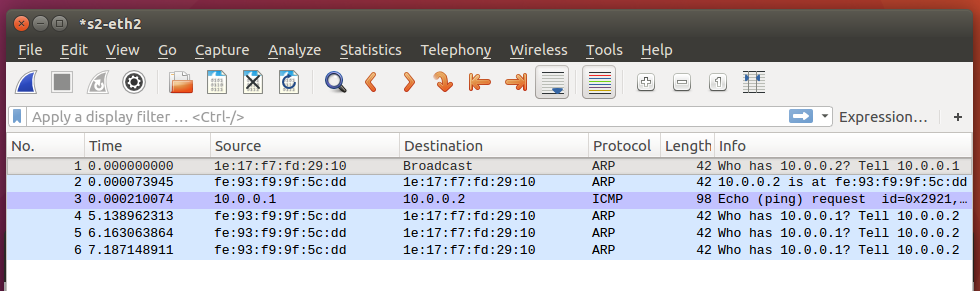 *s2-eth2
File Edit View Go Capture Analyze Statistics Telephony Wireless Tools Help
Apply a display filter … <Ctrl-/> Expression… +
No. Time Source Destination Protocol Length Info
1 0.000000000 1e:17:f7:fd:29:10 Broadcast ARP 42 Who has 10.0.0.2? Tell 10.0.0.1
2 0.000073945 fe:93:f9:9f:5c:dd 1e:17:f7:fd:29:10 ARP 42 10.0.0.2 is at fe:93:f9:9f:5c:dd
3 0.000210074 10.0.0.1 10.0.0.2 ICMP 98 Echo (ping) request id=0x2921,…
4 5.138962313 fe:93:f9:9f:5c:dd 1e:17:f7:fd:29:10 ARP 42 Who has 10.0.0.1? Tell 10.0.0.2
5 6.163063864 fe:93:f9:9f:5c:dd 1e:17:f7:fd:29:10 ARP 42 Who has 10.0.0.1? Tell 10.0.0.2
6 7.187148911 fe:93:f9:9f:5c:dd 1e:17:f7:fd:29:10 ARP 42 Who has 10.0.0.1? Tell 10.0.0.2